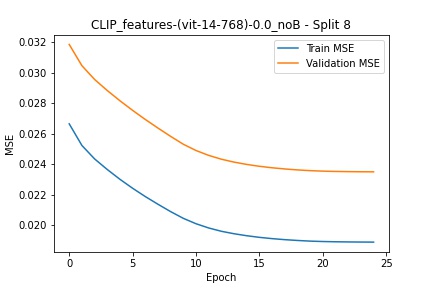 CLIP_features-(vit-14-768)-0.0_noB - Split 8
Train MSE
Validation MSE
MSE
0.032
0.030
0.028
0.026
0.024
0.022
0.020
0 5 10 15 20 25
Epoch